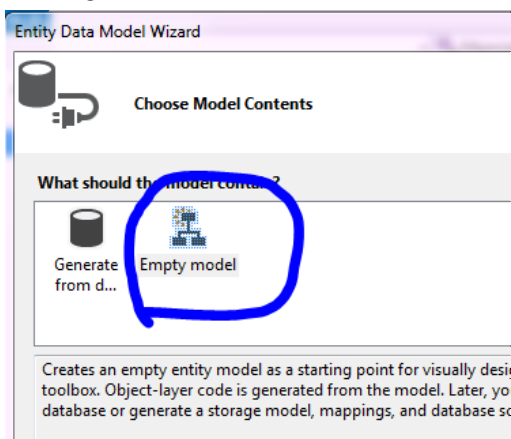 Entity Data Model Wizard
Choose Model Contents
What should the model contain?
Generate
from d...
Empty model
Creates an empty entity model as a starting point for visually desi
toolbox. Object-layer code is generated from the model. Later, yo
database or generate a storage model, mappings, and database sc